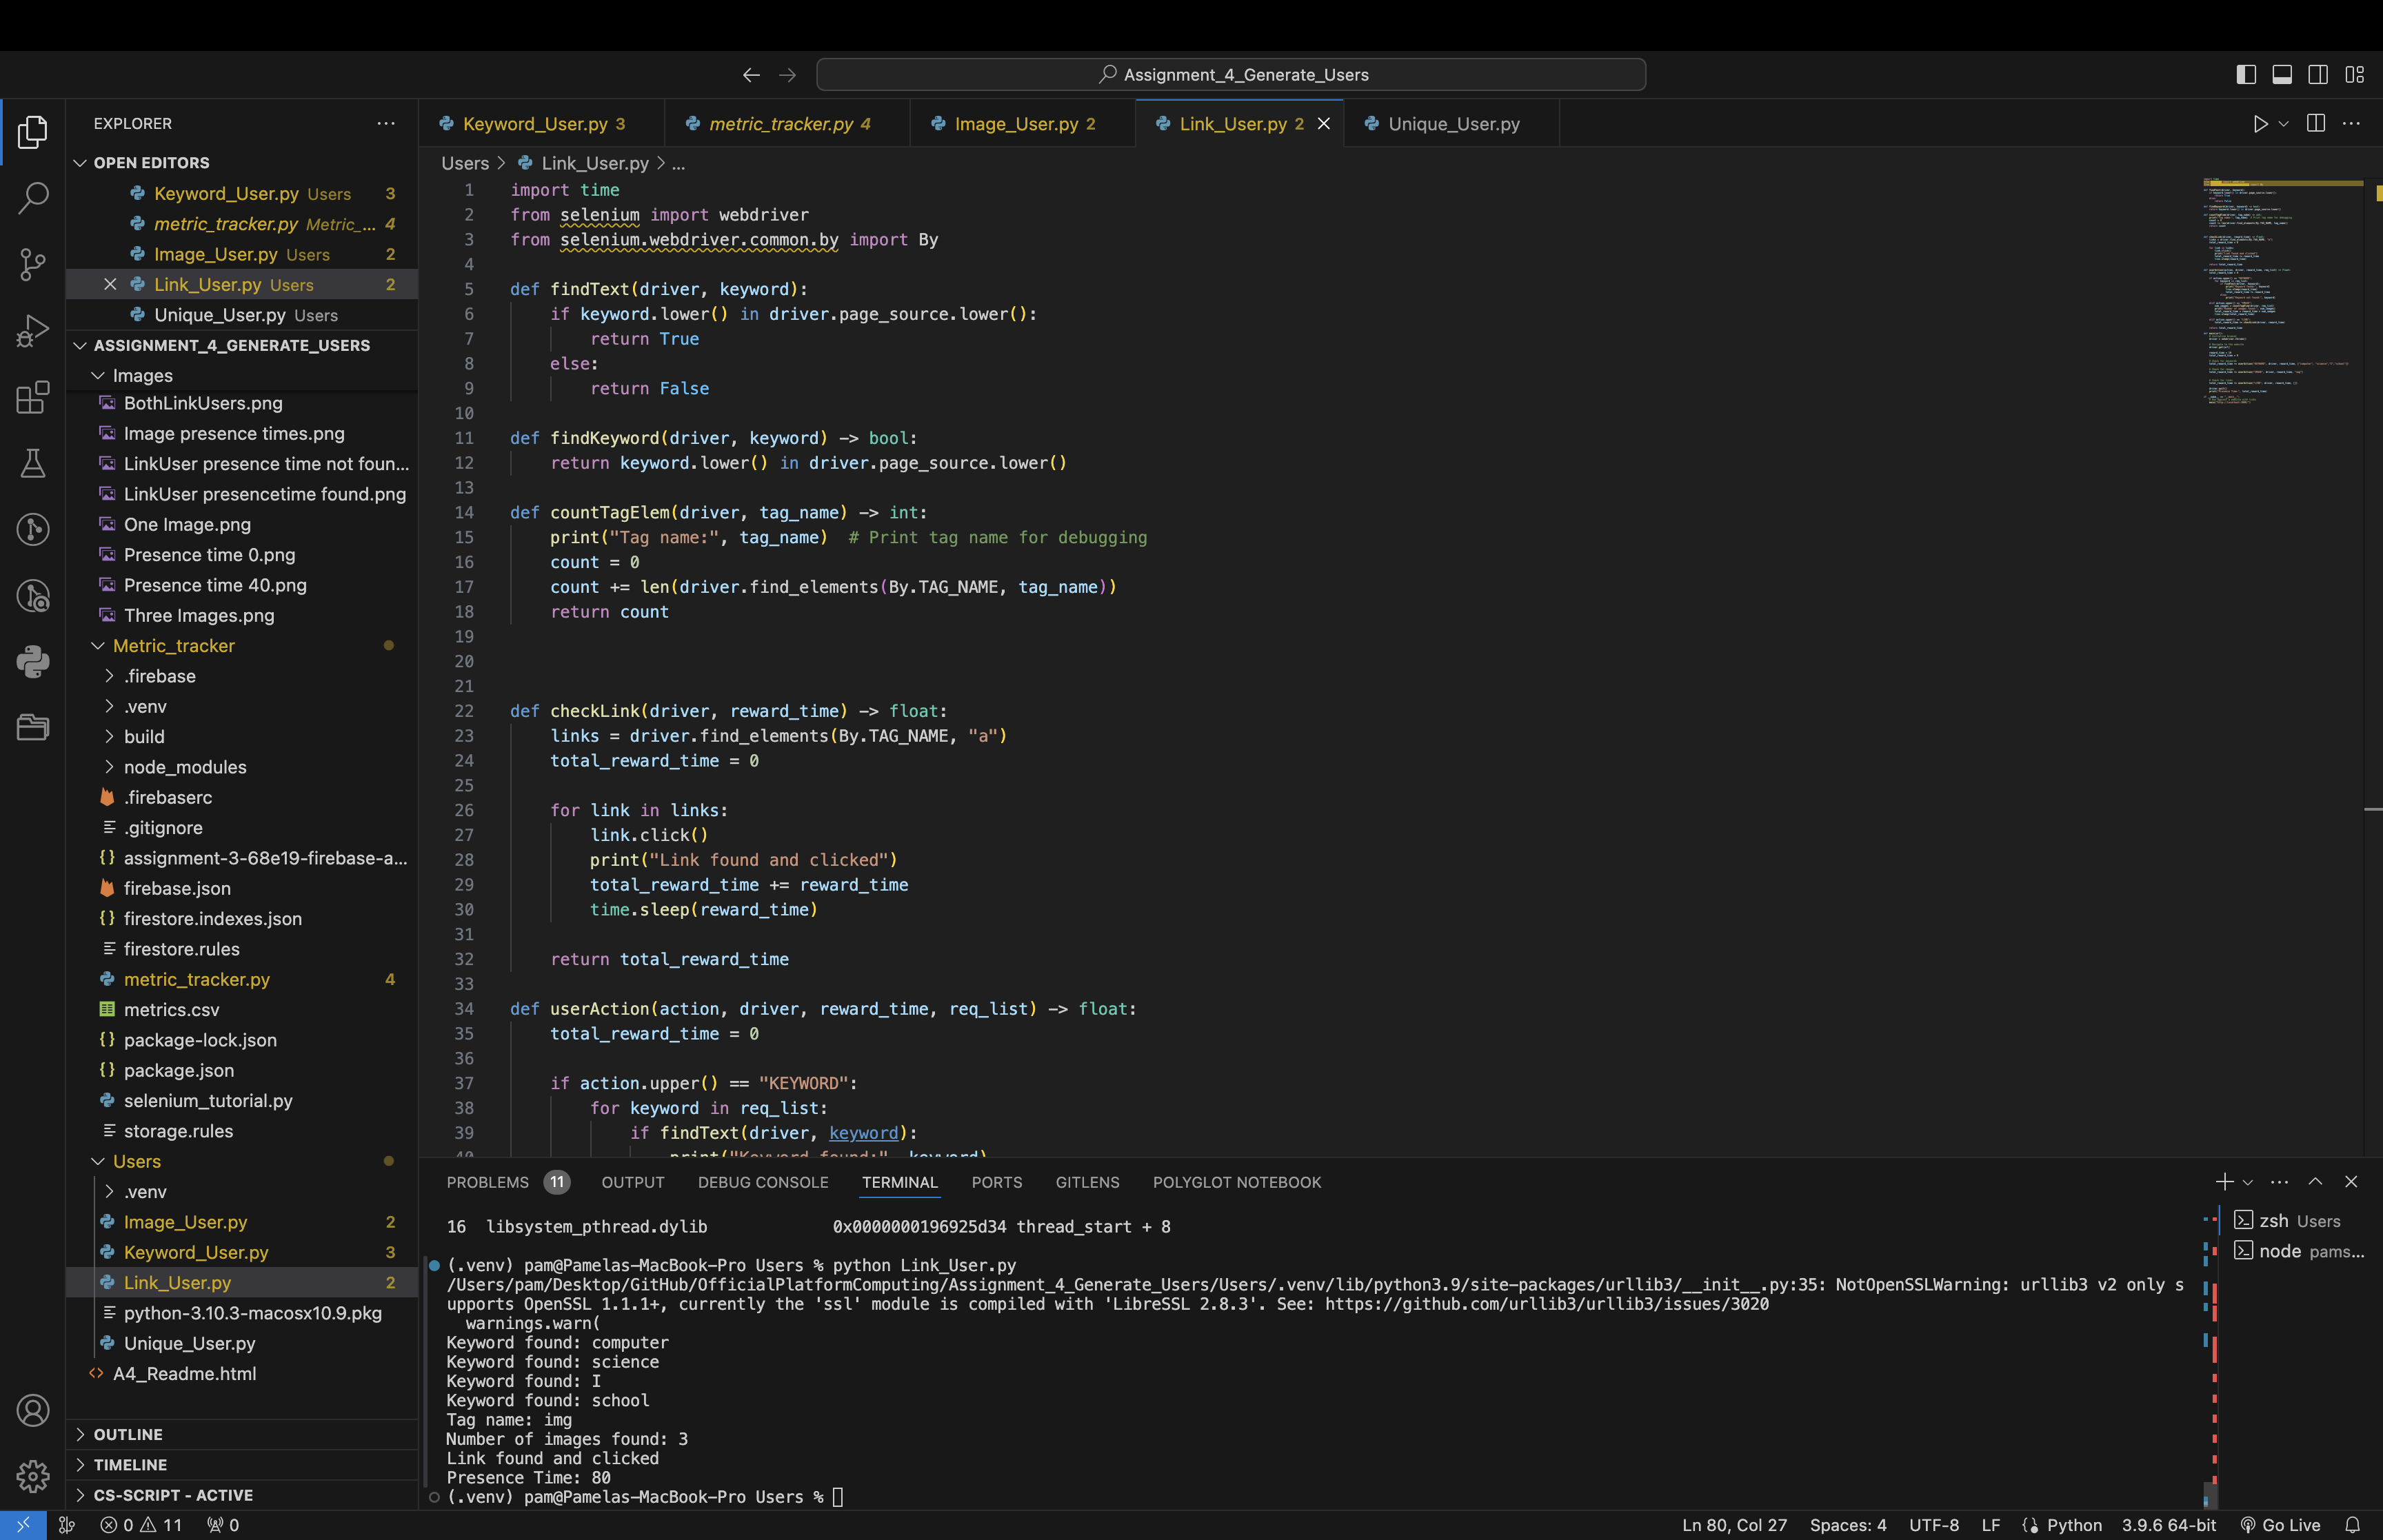 Assignment_4_Generate_Users
EXPLORER
OPEN EDITORS
Keyword_User.py Users 3
metric_tracker.py Metric_... 4
Image_User.py Users 2
Link_User.py Users 2
Unique_User.py Users
ASSIGNMENT_4_GENERATE_USERS
Images
BothLinkUsers.png
Image presence times.png
LinkUser presence time not foun...
LinkUser presencetime found.png
One Image.png
Presence time 0.png
Presence time 40.png
Three Images.png
Metric_tracker
.firebase
.venv
build
node_modules
.firebaserc
.gitignore
assignment-3-68e19-firebase-a...
firebase.json
firestore.indexes.json
firestore.rules
metric_tracker.py 4
metrics.csv
package-lock.json
package.json
selenium_tutorial.py
storage.rules
Users
.venv
Image_User.py 2
Keyword_User.py 3
Link_User.py 2
python-3.10.3-macosx10.9.pkg
Unique_User.py
A4_Readme.html
OUTLINE
TIMELINE
CS-SCRIPT - ACTIVE
Keyword_User.py 3 metric_tracker.py 4 Image_User.py 2 Link_User.py 2 Unique_User.py
Users > Link_User.py > ...
1 import time
2 from selenium import webdriver
3 from selenium.webdriver.common.by import By
4
5 def findText(driver, keyword):
6 if keyword.lower() in driver.page_source.lower():
7 return True
8 else:
9 return False
10
11 def findKeyword(driver, keyword) -> bool:
12 return keyword.lower() in driver.page_source.lower()
13
14 def countTagElem(driver, tag_name) -> int:
15 print("Tag name:", tag_name) # Print tag name for debugging
16 count = 0
17 count += len(driver.find_elements(By.TAG_NAME, tag_name))
18 return count
19
20
21
22 def checkLink(driver, reward_time) -> float:
23 links = driver.find_elements(By.TAG_NAME, "a")
24 total_reward_time = 0
25
26 for link in links:
27 link.click()
28 print("Link found and clicked")
29 total_reward_time += reward_time
30 time.sleep(reward_time)
31
32 return total_reward_time
33
34 def userAction(action, driver, reward_time, req_list) -> float:
35 total_reward_time = 0
36
37 if action.upper() == "KEYWORD":
38 for keyword in req_list:
39 if findText(driver, keyword):
40 print("Keyword found:", keyword)
PROBLEMS 11 OUTPUT DEBUG CONSOLE TERMINAL PORTS GITLENS POLYGLOT NOTEBOOK
16 libsystem_pthread.dylib 0x0000000196925d34 thread_start + 8
(.venv) pam@Pamelas-MacBook-Pro Users % python Link_User.py
/Users/pam/Desktop/GitHub/OfficialPlatformComputing/Assignment_4_Generate_Users/Users/.venv/lib/python3.9/site-packages/urllib3/__init__.py:35: NotOpenSSLWarning: urllib3 v2 only s
upports OpenSSL 1.1.1+, currently the 'ssl' module is compiled with 'LibreSSL 2.8.3'. See: https://github.com/urllib3/urllib3/issues/3020
warnings.warn(
Keyword found: computer
Keyword found: science
Keyword found: I
Keyword found: school
Tag name: img
Number of images found: 3
Link found and clicked
Presence Time: 80
(.venv) pam@Pamelas-MacBook-Pro Users %
zsh Users
node pams...
0 11 0
Ln 80, Col 27 Spaces: 4 UTF-8 LF Python 3.9.6 64-bit Go Live